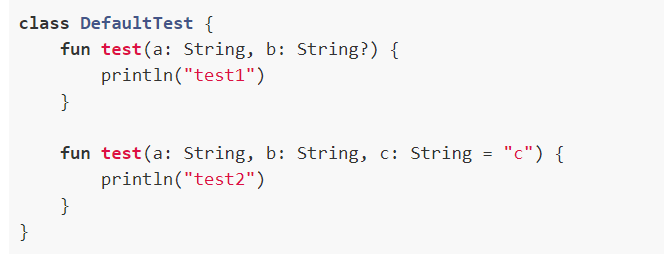 class DefaultTest {
    fun test(a: String, b: String?) {
        println("test1")
    }

    fun test(a: String, b: String, c: String = "c") {
        println("test2")
    }
}